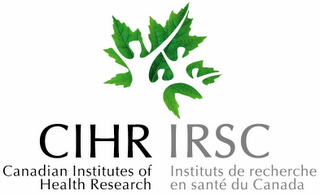 CIHR IRSC
Canadian Institutes of Instituts de recherche
Health Research en santé du Canada